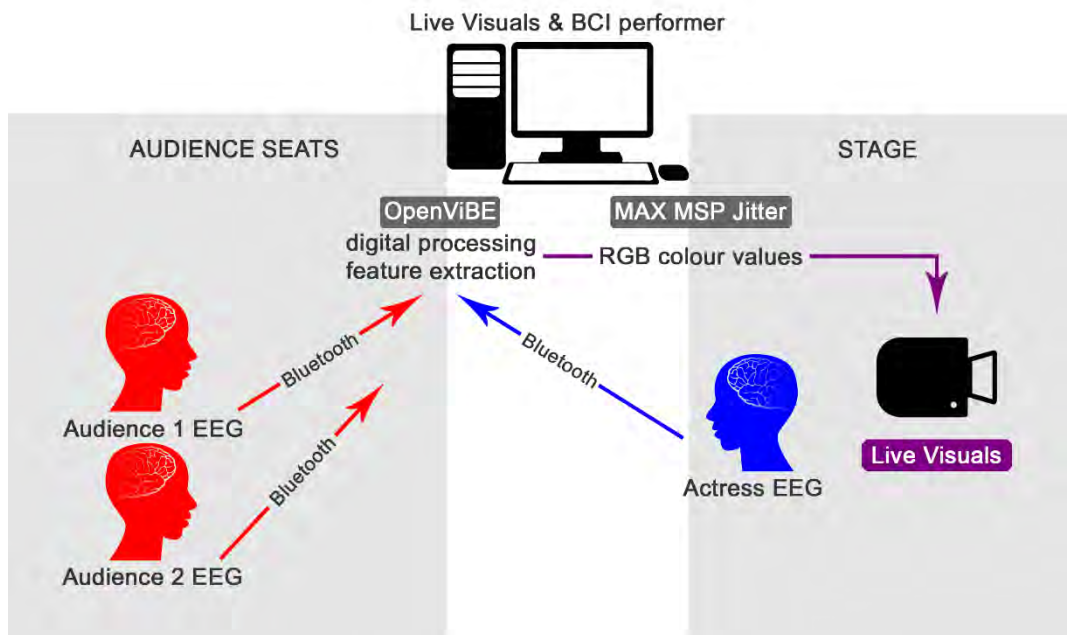 Live Visuals & BCI performer
AUDIENCE SEATS
STAGE
OpenViBE
MAX MSP Jitter
digital processing
feature extraction
RGB colour values
Bluetooth
Bluetooth
Audience 1 EEG
Bluetooth
Live Visuals
Actress EEG
Audience 2 EEG